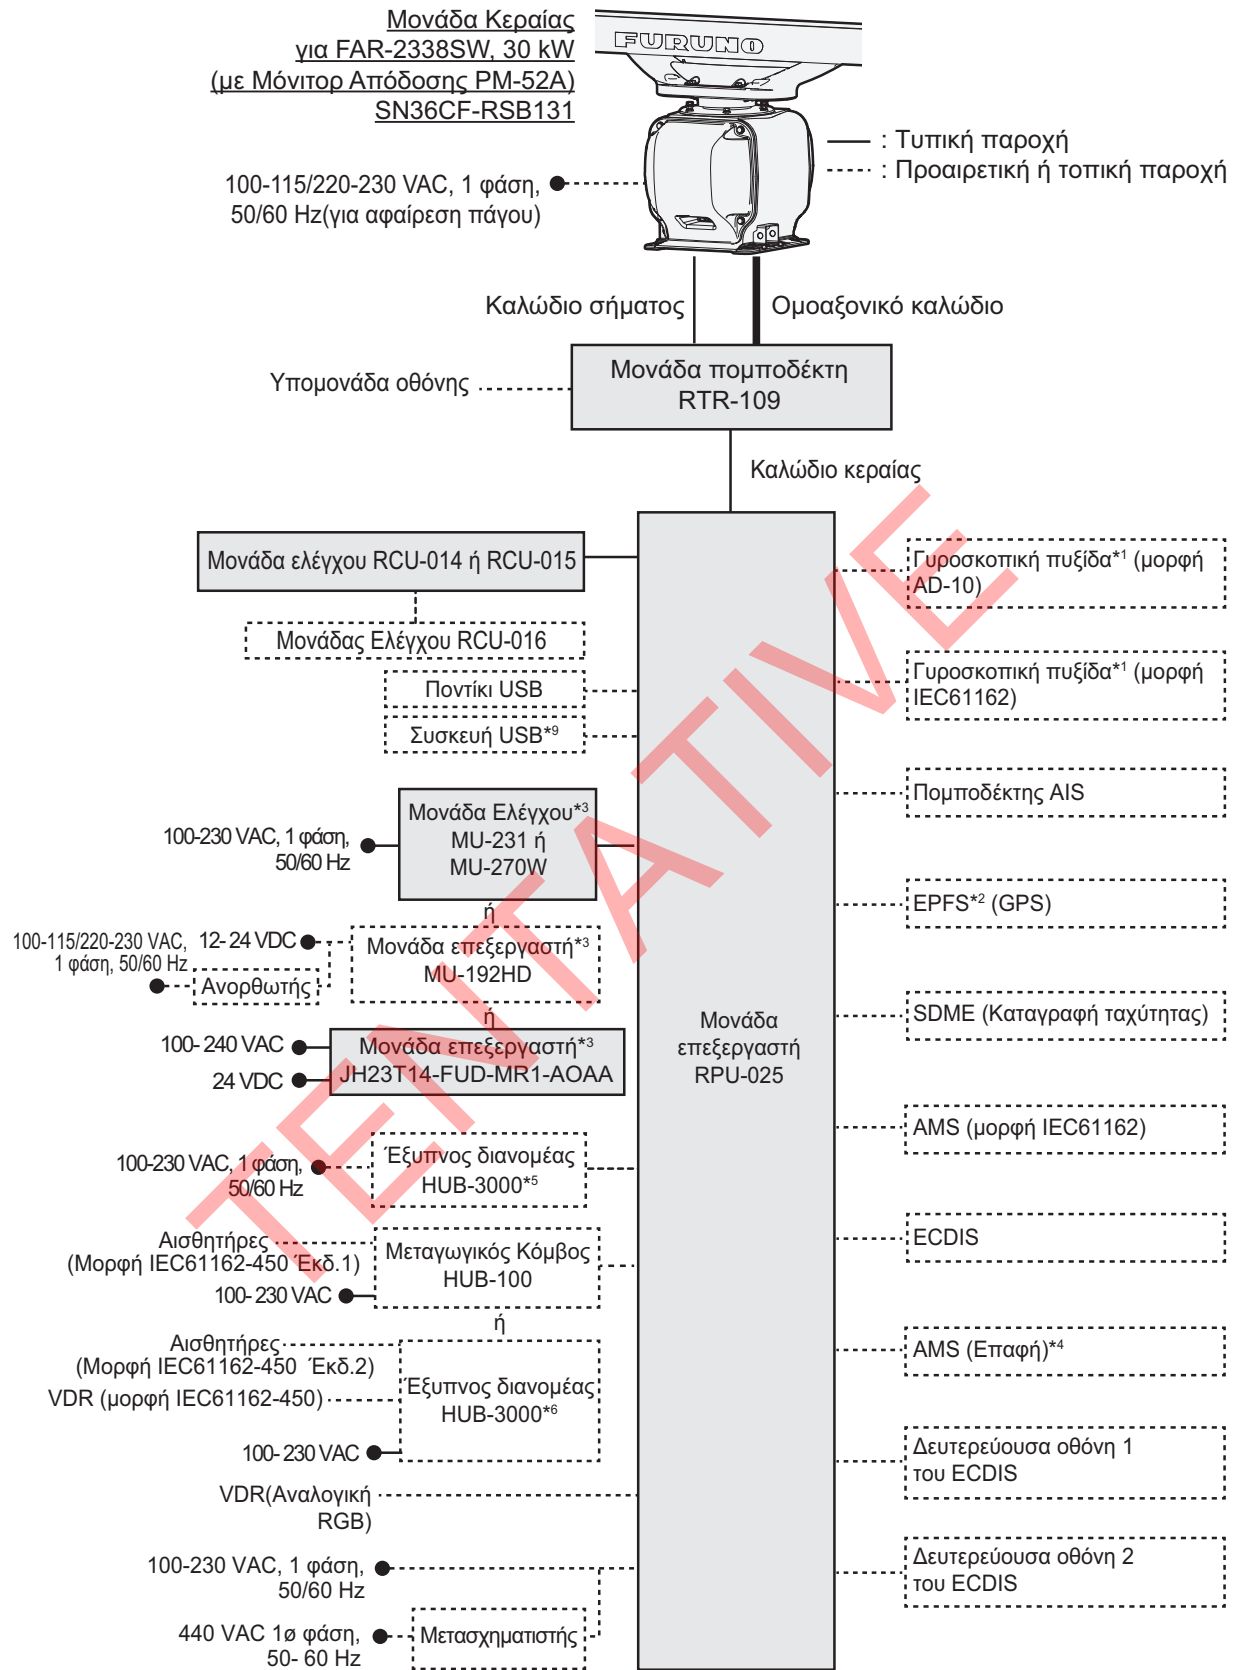 Μονάδα Κεραίας
για FAR-2338SW, 30 kW
(με Μόνιτορ Απόδοσης PM-52A)
SN36CF-RSB131
FURUNO
: Τυπική παροχή
: Προαιρετική ή τοπική παροχή
100-115/220-230 VAC, 1 φάση,
50/60 Hz(για αφαίρεση πάγου)
Καλώδιο σήματος
Ομοαξονικό καλώδιο
Υπομονάδα οθόνης
Μονάδα πομποδέκτη
RTR-109
Καλώδιο κεραίας
Μονάδα ελέγχου RCU-014 ή RCU-015
Μονάδας Ελέγχου RCU-016
Ποντίκι USB
Συσκευή USB*9
100-230 VAC, 1 φάση,
50/60 Hz
Μονάδα Ελέγχου*3
MU-231 ή
MU-270W
ή
100-115/220-230 VAC,
1 φάση, 50/60 Hz
12- 24 VDC
Ανορθωτής
Μονάδα επεξεργαστή*3
MU-192HD
ή
100- 240 VAC
24 VDC
Μονάδα επεξεργαστή*3
JH23T14-FUD-MR1-AOAA
100-230 VAC, 1 φάση,
50/60 Hz
Έξυπνος διανομέας
HUB-3000*5
Αισθητήρες
(Μορφή IEC61162-450 Έκδ.1)
100- 230 VAC
Μεταγωγικός Κόμβος
HUB-100
ή
Αισθητήρες
(Μορφή IEC61162-450 Έκδ.2)
VDR (μορφή IEC61162-450)
100- 230 VAC
Έξυπνος διανομέας
HUB-3000*6
VDR(Αναλογική
RGB)
100-230 VAC, 1 φάση,
50/60 Hz
440 VAC 1ø φάση,
50- 60 Hz
Μετασχηματιστής
Μονάδα
επεξεργαστή
RPU-025
Γυροσκοπική πυξίδα*1 (μορφή
AD-10)
Γυροσκοπική πυξίδα*1 (μορφή
IEC61162)
Πομποδέκτης AIS
EPFS*2 (GPS)
SDME (Καταγραφή ταχύτητας)
AMS (μορφή IEC61162)
ECDIS
AMS (Επαφή)*4
Δευτερεύουσα οθόνη 1
του ECDIS
Δευτερεύουσα οθόνη 2
του ECDIS
TENTATIVE